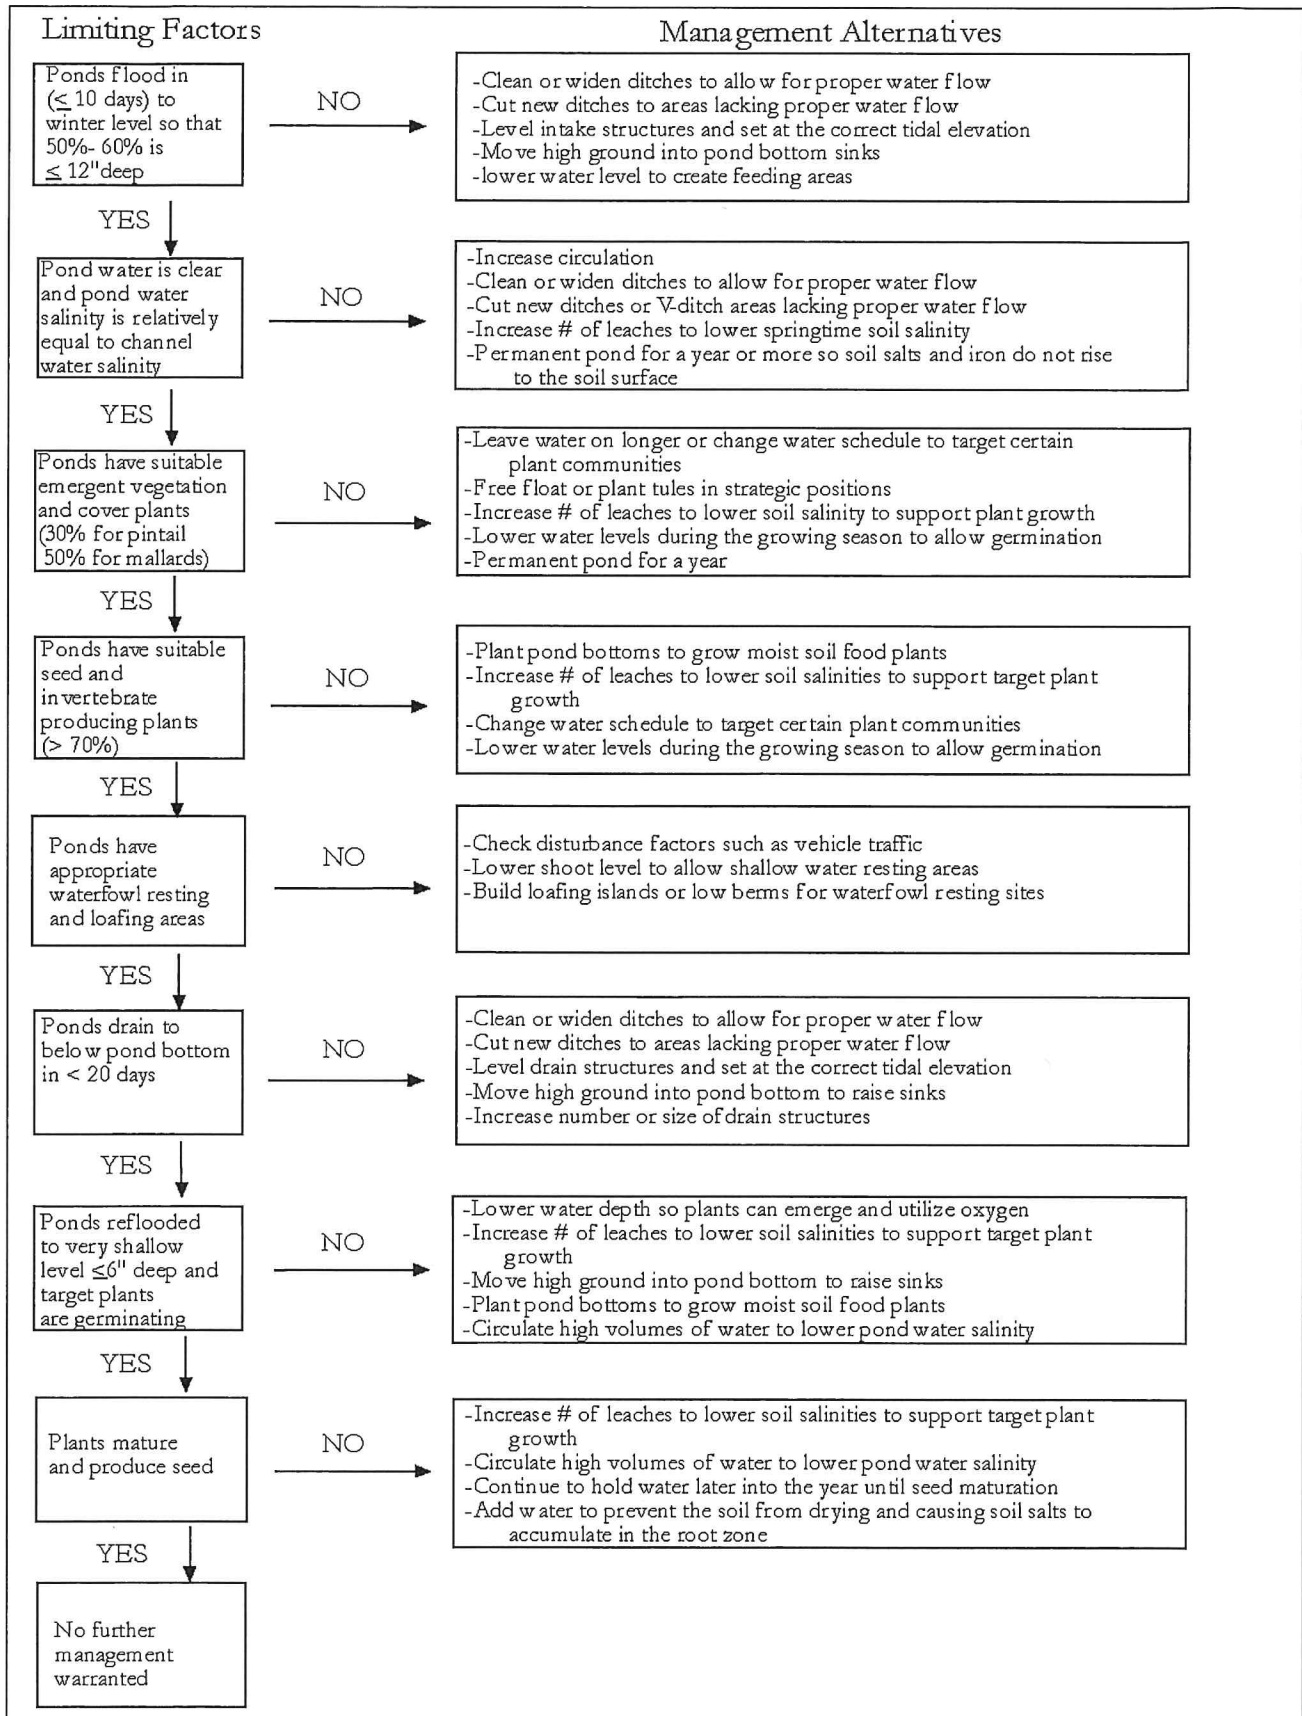 Limiting Factors
Management Alternatives
Ponds flood in
(≤ 10 days) to
winter level so that
50%- 60% is
≤ 12" deep
NO
-Clean or widen ditches to allow for proper water flow
-Cut new ditches to areas lacking proper water flow
-Level intake structures and set at the correct tidal elevation
-Move high ground into pond bottom sinks
-lower water level to create feeding areas
YES
Pond water is clear
and pond water
salinity is relatively
equal to channel
water salinity
NO
-Increase circulation
-Clean or widen ditches to allow for proper water flow
-Cut new ditches or V-ditch areas lacking proper water flow
-Increase # of leaches to lower springtime soil salinity
-Permanent pond for a year or more so soil salts and iron do not rise
to the soil surface
YES
Ponds have suitable
emergent vegetation
and cover plants
(30% for pintail
50% for mallards)
NO
-Leave water on longer or change water schedule to target certain
plant communities
-Free float or plant tules in strategic positions
-Increase # of leaches to lower soil salinity to support plant growth
-Lower water levels during the growing season to allow germination
-Permanent pond for a year
YES
Ponds have suitable
seed and
invertebrate
producing plants
(> 70%)
NO
-Plant pond bottoms to grow moist soil food plants
-Increase # of leaches to lower soil salinities to support target plant
growth
-Change water schedule to target certain plant communities
-Lower water levels during the growing season to allow germination
YES
Ponds have
appropriate
waterfowl resting
and loafing areas
NO
-Check disturbance factors such as vehicle traffic
-Lower shoot level to allow shallow water resting areas
-Build loafing islands or low berms for waterfowl resting sites
YES
Ponds drain to
below pond bottom
in < 20 days
NO
-Clean or widen ditches to allow for proper water flow
-Cut new ditches to areas lacking proper water flow
-Level drain structures and set at the correct tidal elevation
-Move high ground into pond bottom to raise sinks
-Increase number or size of drain structures
YES
Ponds reflooded
to very shallow
level ≤6" deep and
target plants
are germinating
NO
-Lower water depth so plants can emerge and utilize oxygen
-Increase # of leaches to lower soil salinities to support target plant
growth
-Move high ground into pond bottom to raise sinks
-Plant pond bottoms to grow moist soil food plants
-Circulate high volumes of water to lower pond water salinity
YES
Plants mature
and produce seed
NO
-Increase # of leaches to lower soil salinities to support target plant
growth
-Circulate high volumes of water to lower pond water salinity
-Continue to hold water later into the year until seed maturation
-Add water to prevent the soil from drying and causing soil salts to
accumulate in the root zone
YES
No further
management
warranted